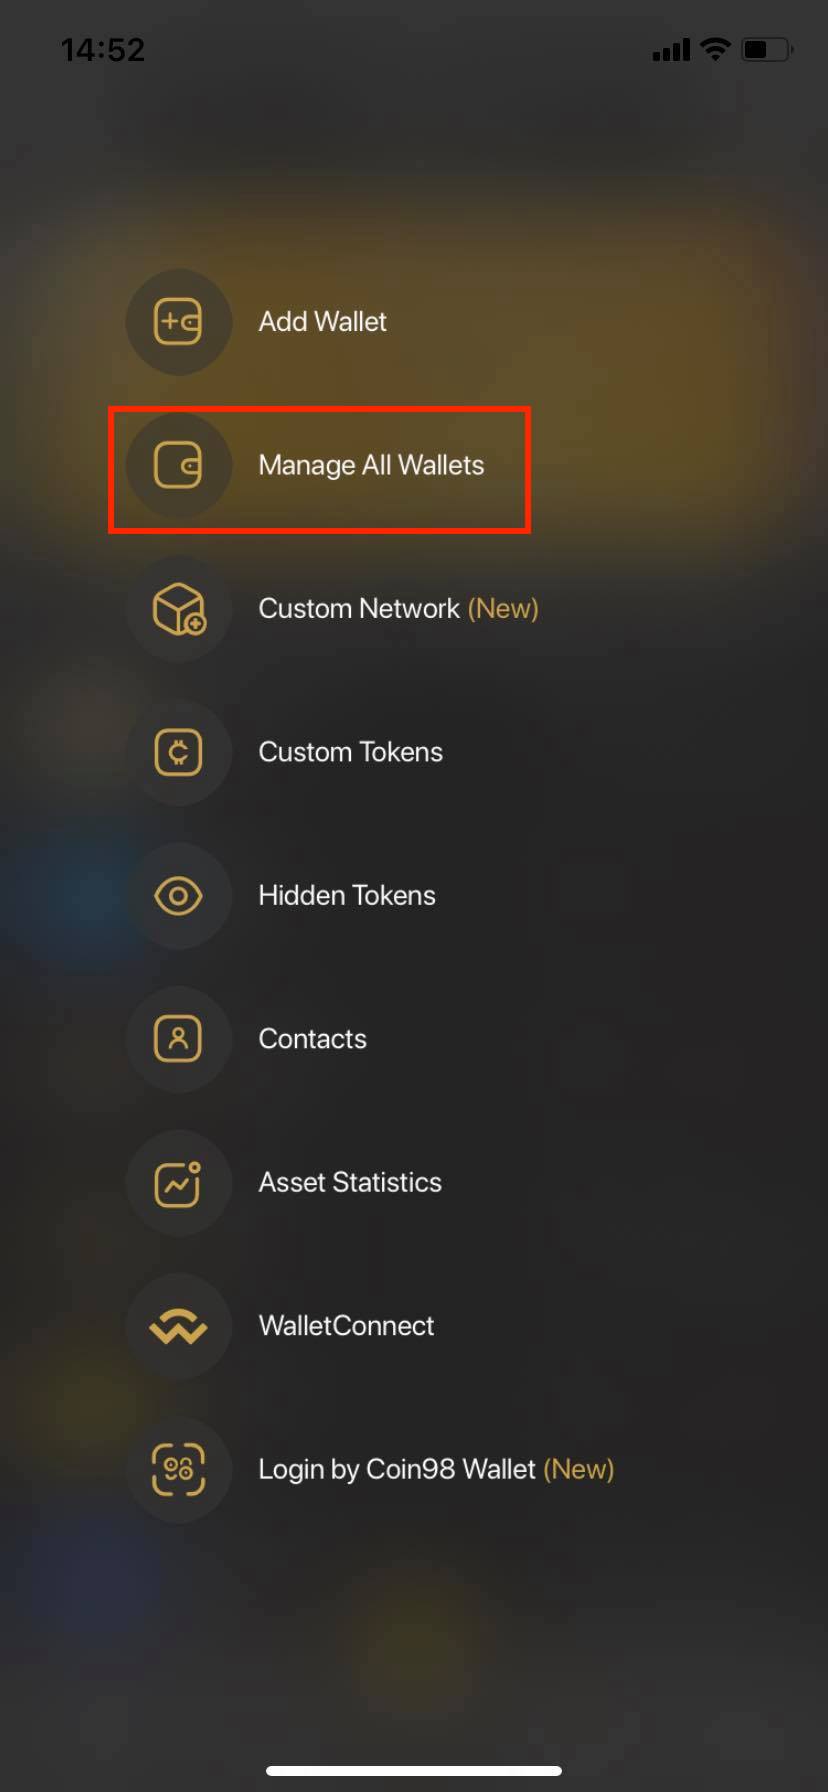 14:52
Add Wallet
Manage All Wallets
Custom Network (New)
Custom Tokens
Hidden Tokens
Contacts
Asset Statistics
WalletConnect
Login by Coin98 Wallet (New)